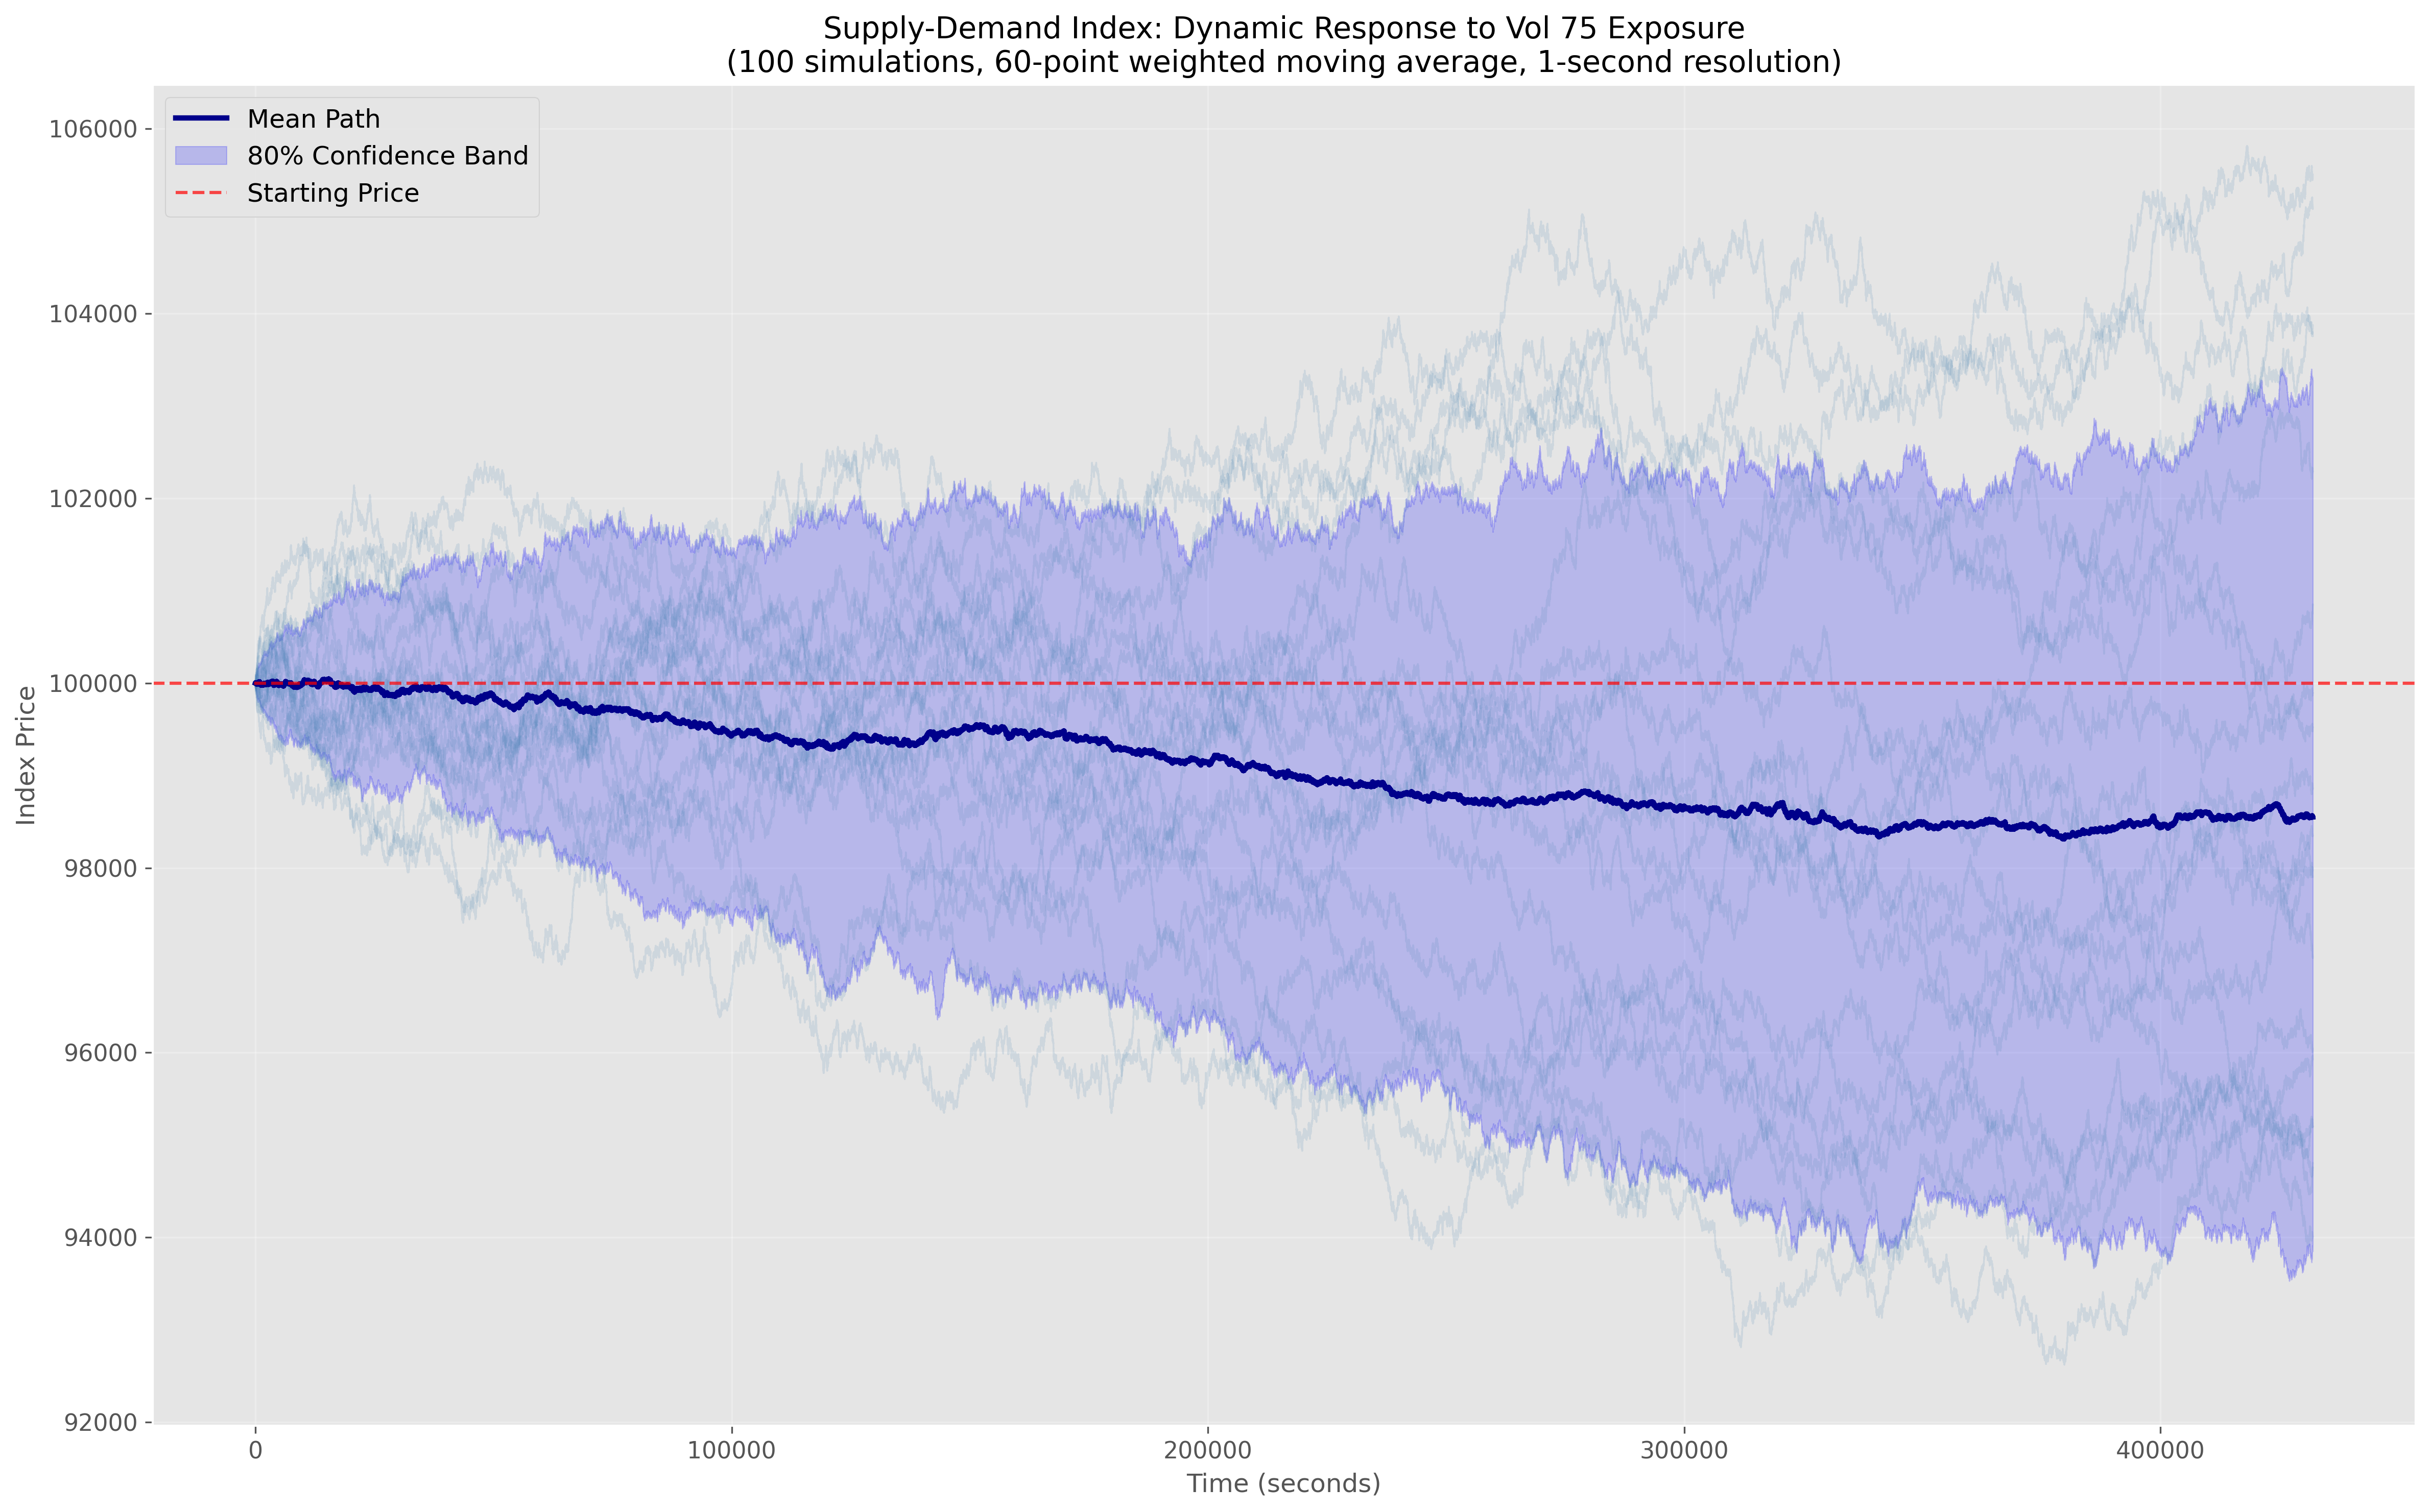 Supply-Demand Index: Dynamic Response to Vol 75 Exposure
(100 simulations, 60-point weighted moving average, 1-second resolution)
Mean Path
80% Confidence Band
Starting Price
106000
104000
102000
100000
98000
96000
94000
92000
Index Price
0
100000
200000
300000
400000
Time (seconds)